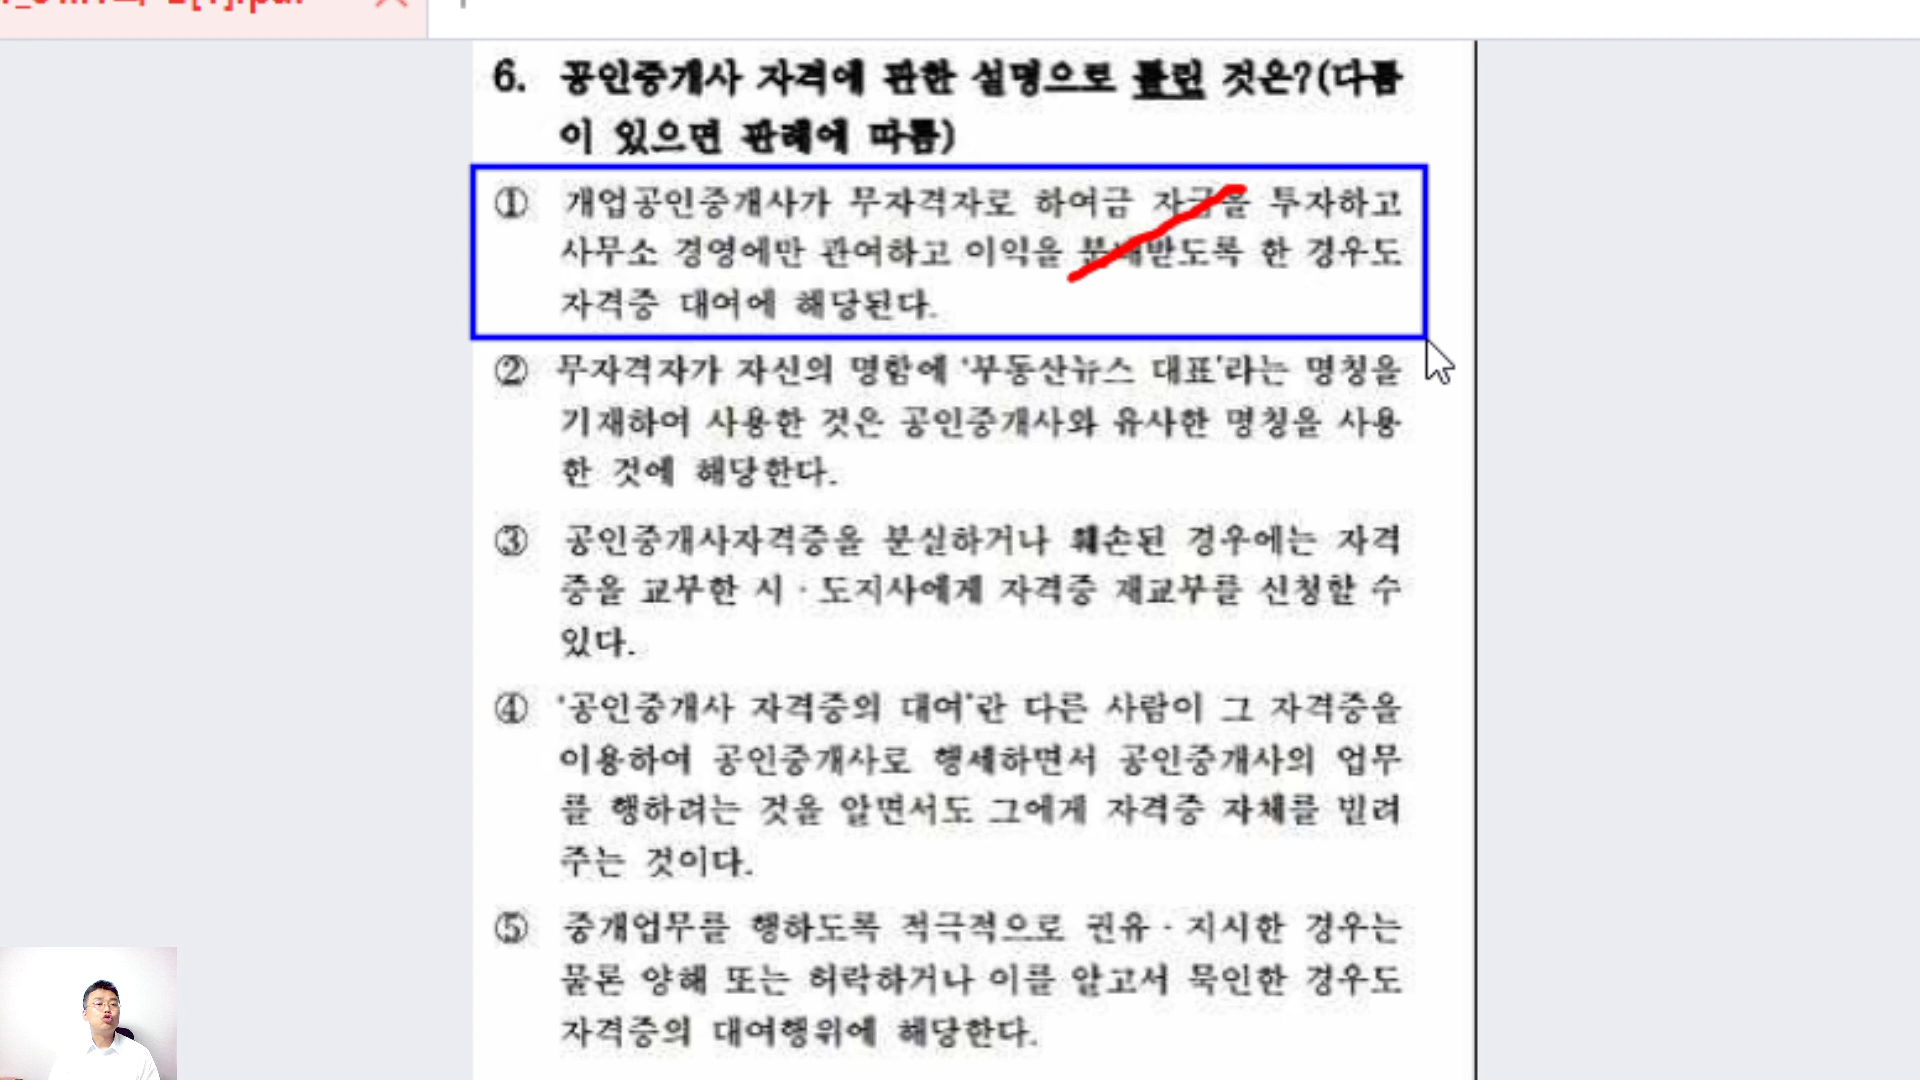 6. 공인중개사 자격에 관한 설명으로 틀린 것은?(다툼
이 있으면 판례에 따름)
① 개업공인중개사가 무자격자로 하여금 자금을 투자하고
사무소 경영에만 관여하고 이익을 분배받도록 한 경우도
자격증 대여에 해당된다.
② 무자격자가 자신의 명함에 ‘부동산뉴스 대표’라는 명칭을
기재하여 사용한 것은 공인중개사와 유사한 명칭을 사용
한 것에 해당한다.
③ 공인중개사자격증을 분실하거나 훼손된 경우에는 자격
증을 교부한 시·도지사에게 자격증 재교부를 신청할 수
있다.
④ ‘공인중개사 자격증의 대여’란 다른 사람이 그 자격증을
이용하여 공인중개사로 행세하면서 공인중개사의 업무
를 행하려는 것을 알면서도 그에게 자격증 자체를 빌려
주는 것이다.
⑤ 중개업무를 행하도록 적극적으로 권유·지시한 경우는
물론 양해 또는 허락하거나 이를 알고서 묵인한 경우도
자격증의 대여행위에 해당한다.